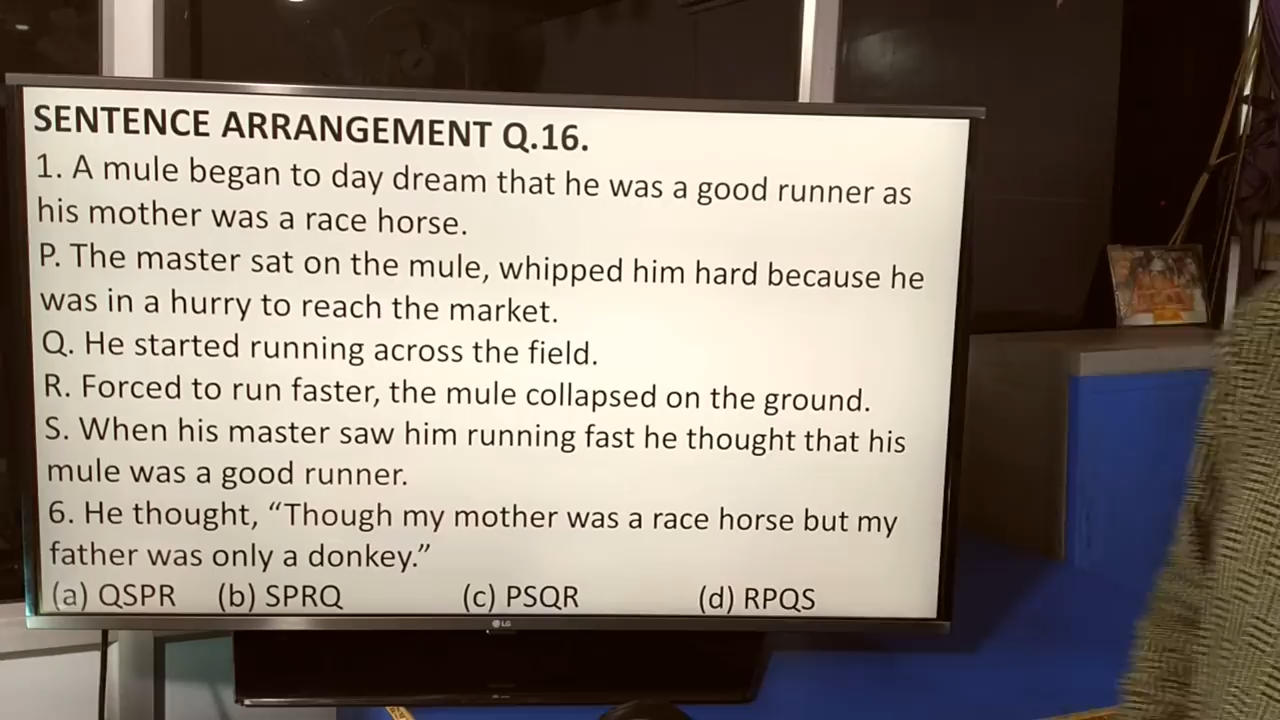 SENTENCE ARRANGEMENT Q.16.
1. A mule began to day dream that he was a good runner as
his mother was a race horse.
P. The master sat on the mule, whipped him hard because he
was in a hurry to reach the market.
Q. He started running across the field.
R. Forced to run faster, the mule collapsed on the ground.
S. When his master saw him running fast he thought that his
mule was a good runner.
6. He thought, “Though my mother was a race horse but my
father was only a donkey.”
(a) QSPR (b) SPRQ (c) PSQR (d) RPQS
LG